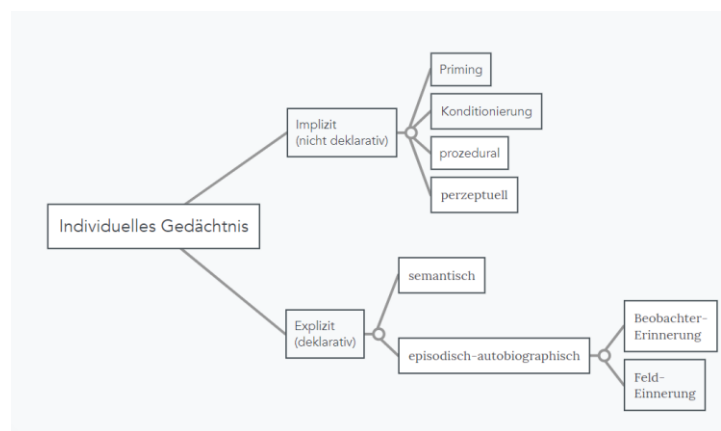 Priming
Implizit
(nicht deklarativ)
Konditionierung
prozedural
perzeptuell
Individuelles Gedächtnis
semantisch
Explizit
(deklarativ)
episodisch-autobiographisch
Beobachter-
Erinnerung
Feld-
Einnerung